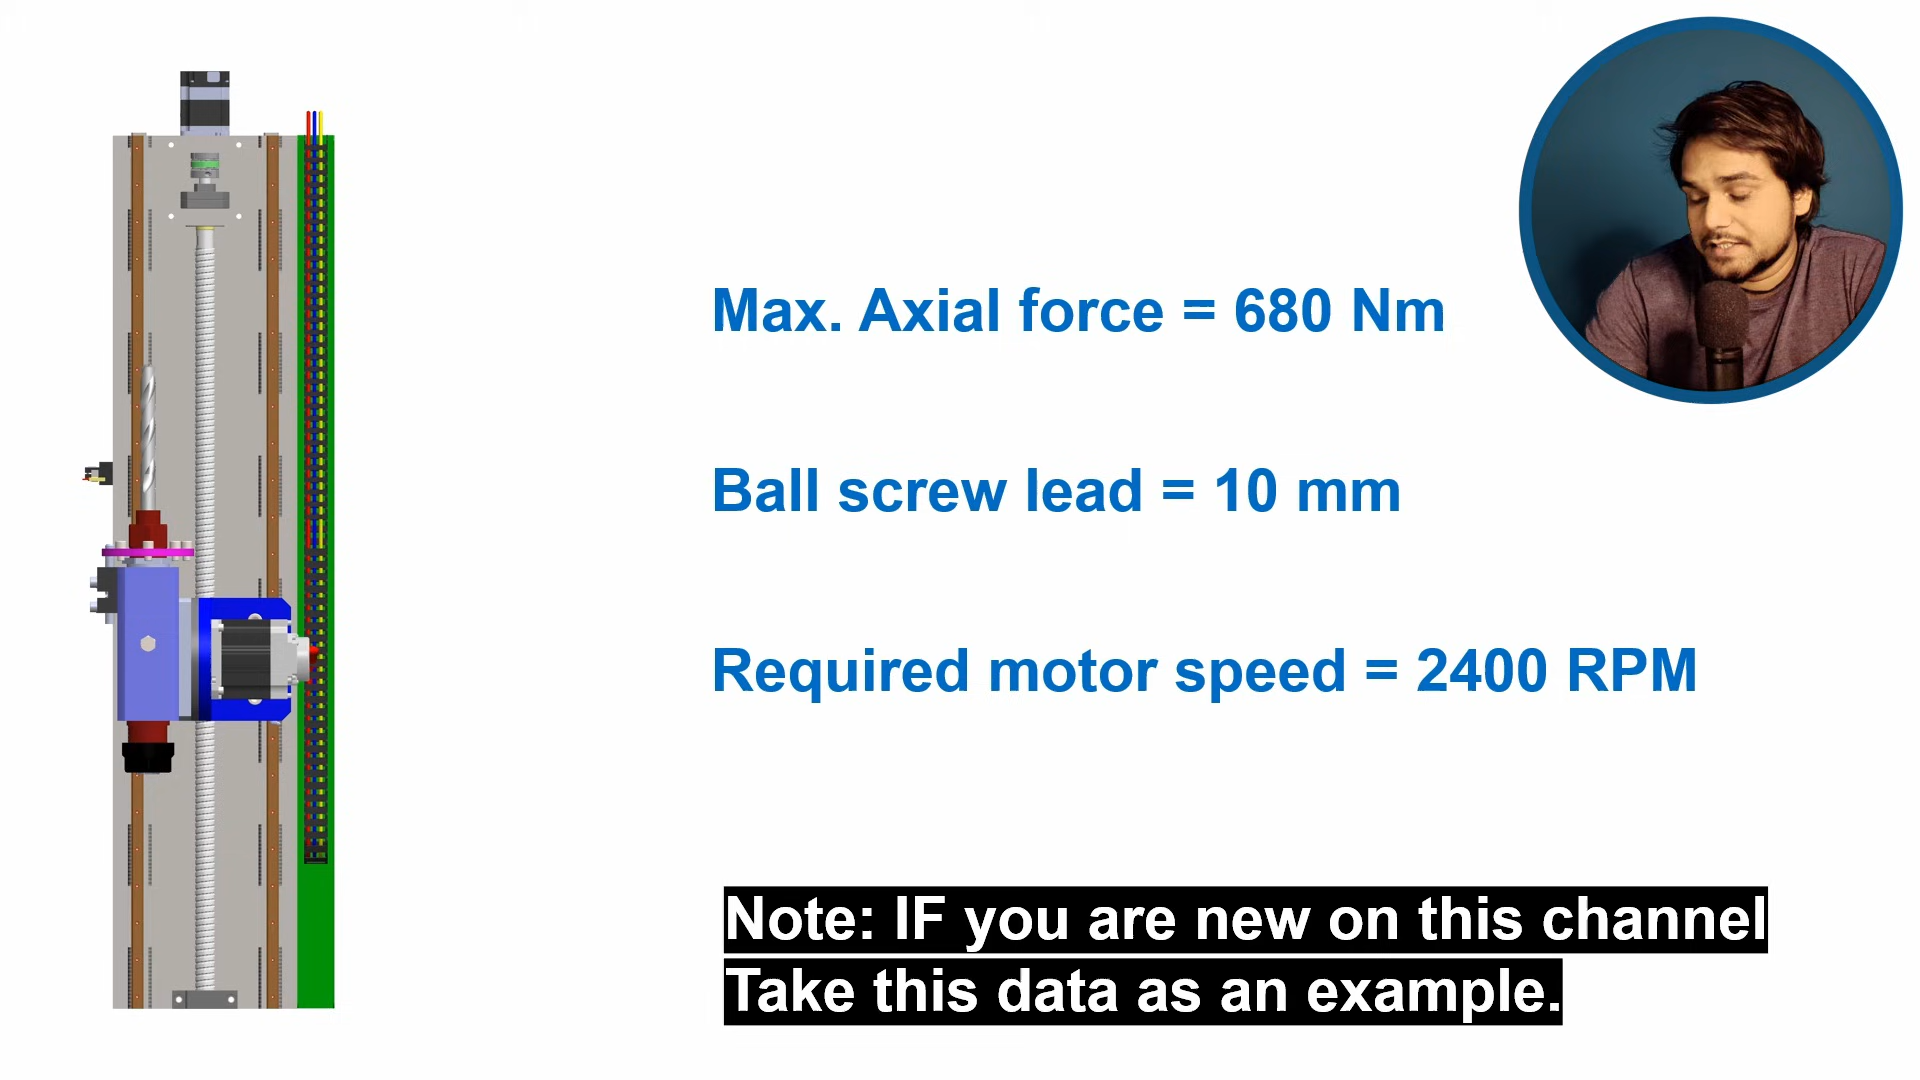 Max. Axial force = 680 Nm
Ball screw lead = 10 mm
Required motor speed = 2400 RPM
Note: IF you are new on this channel
Take this data as an example.